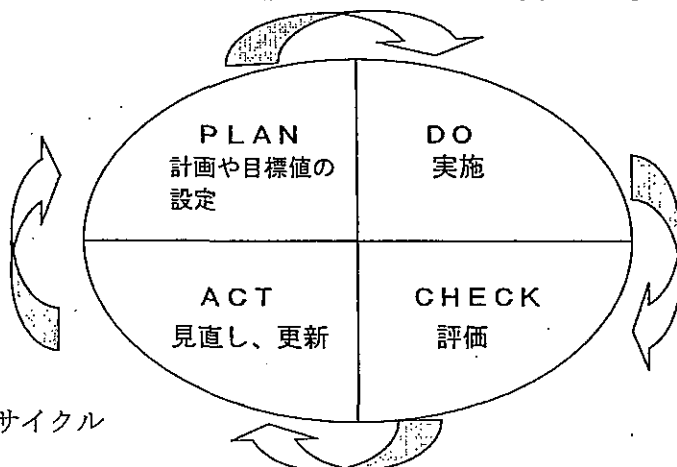 PLAN
計画や目標値の
設定
DO
実施
ACT
見直し、更新
CHECK
評価
サイクル